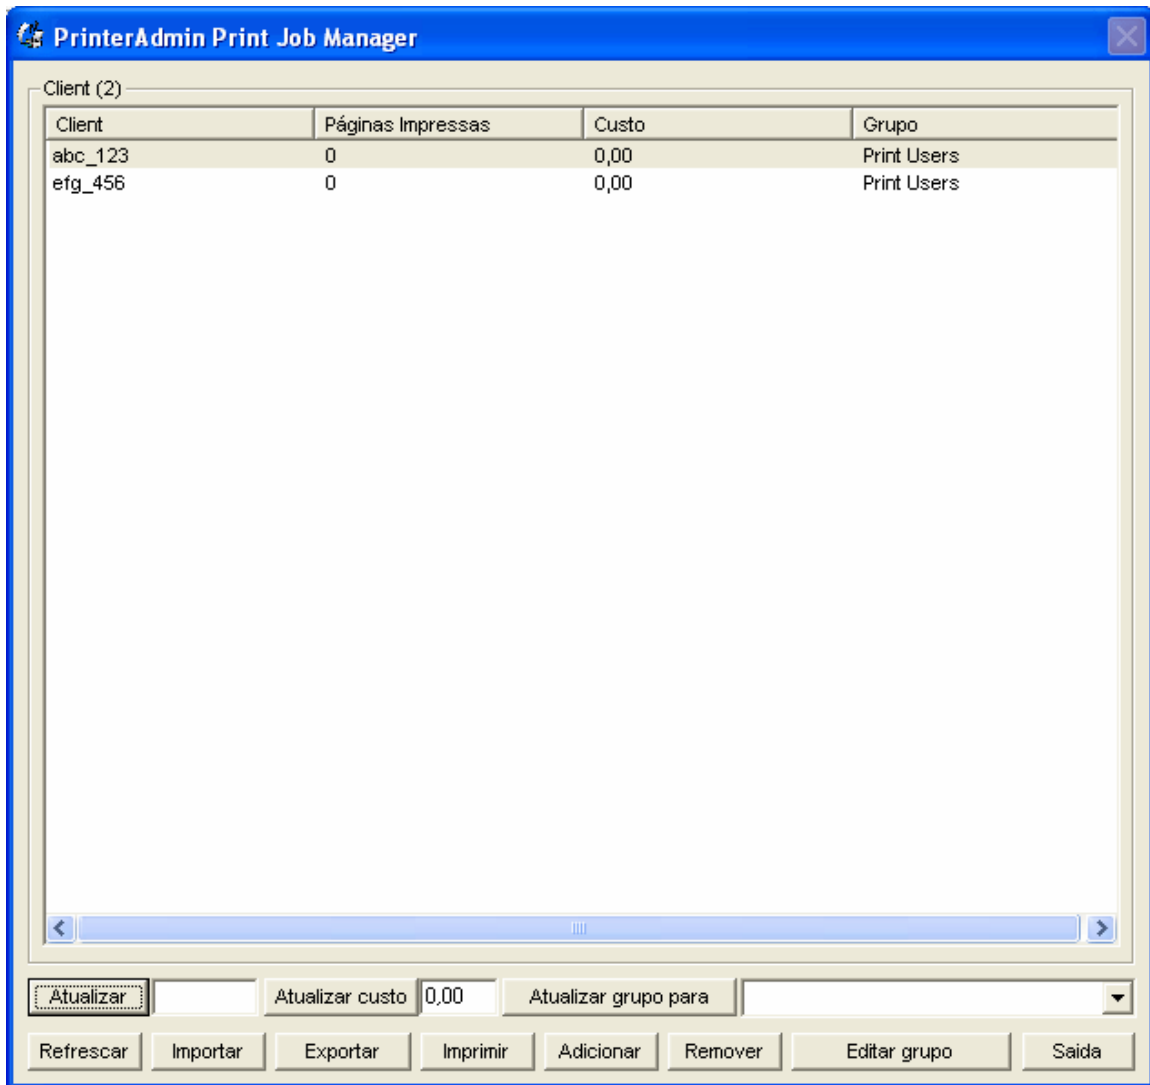 PrinterAdmin Print Job Manager
Client (2)
Client Páginas Impressas Custo Grupo
abc_123 0 0,00 Print Users
efg_456 0 0,00 Print Users
Atualizar Atualizar custo 0,00 Atualizar grupo para
Refrescar Importar Exportar Imprimir Adicionar Remover Editar grupo Saida